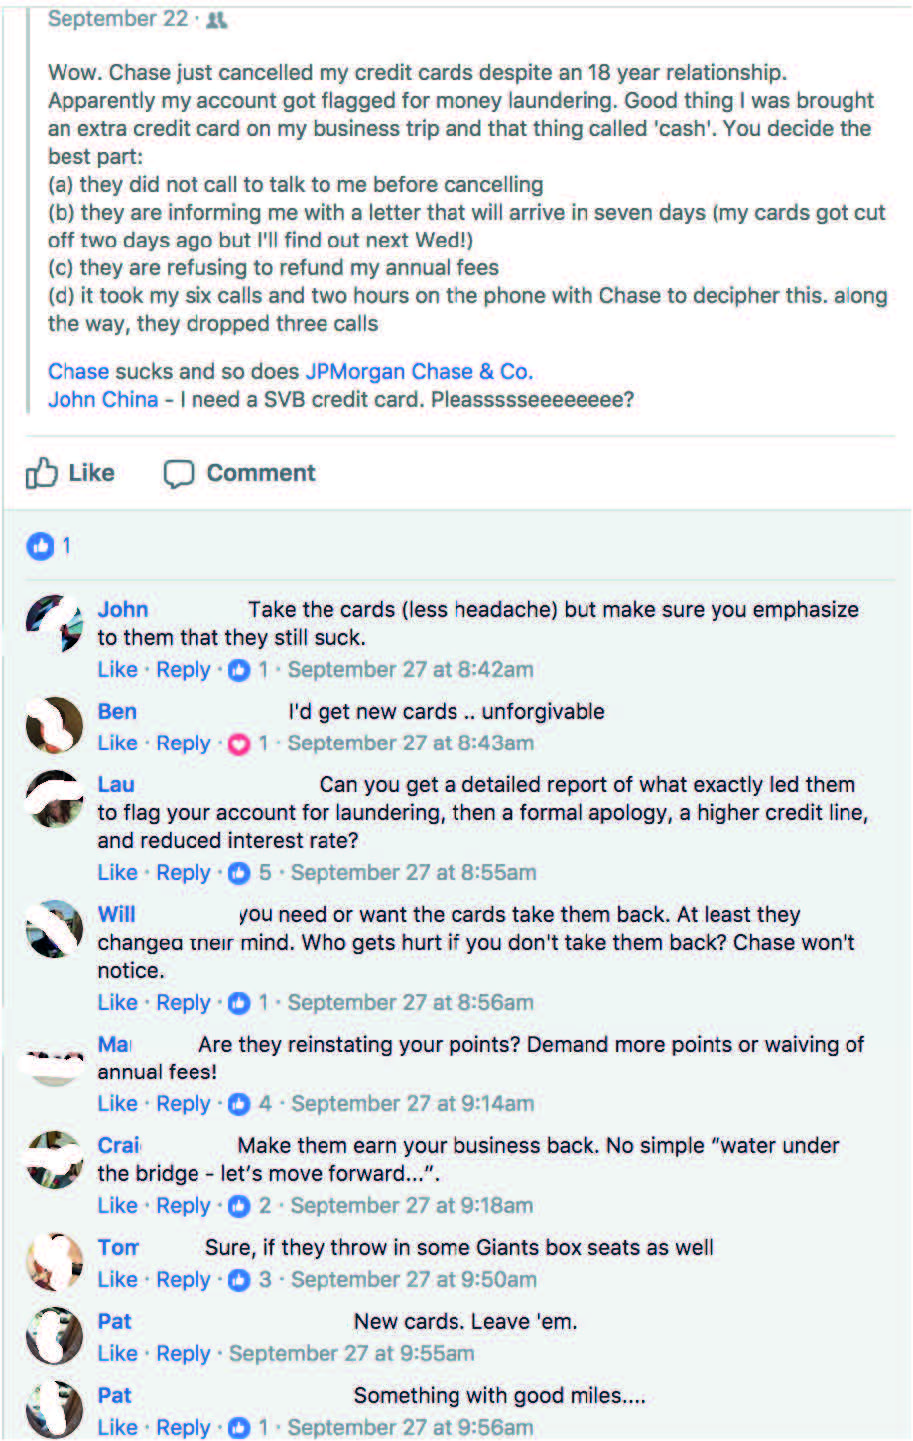 September 22 ·
Wow. Chase just cancelled my credit cards despite an 18 year relationship.
Apparently my account got flagged for money laundering. Good thing I was brought
an extra credit card on my business trip and that thing called 'cash'. You decide the
best part:
(a) they did not call to talk to me before cancelling
(b) they are informing me with a letter that will arrive in seven days (my cards got cut
off two days ago but I'll find out next Wed!)
(c) they are refusing to refund my annual fees
(d) it took my six calls and two hours on the phone with Chase to decipher this. along
the way, they dropped three calls
Chase sucks and so does JPMorgan Chase & Co.
John China - I need a SVB credit card. Pleassssseeeeeeee?
Like Comment
1
John Take the cards (less headache) but make sure you emphasize
to them that they still suck.
Like · Reply · 1 · September 27 at 8:42am
Ben I'd get new cards .. unforgivable
Like · Reply · 1 · September 27 at 8:43am
Lau Can you get a detailed report of what exactly led them
to flag your account for laundering, then a formal apology, a higher credit line,
and reduced interest rate?
Like · Reply · 5 · September 27 at 8:55am
Will you need or want the cards take them back. At least they
changed their mind. Who gets hurt if you don't take them back? Chase won't
notice.
Like · Reply · 1 · September 27 at 8:56am
Ma Are they reinstating your points? Demand more points or waiving of
annual fees!
Like · Reply · 4 · September 27 at 9:14am
Crai Make them earn your business back. No simple "water under
the bridge - let's move forward...".
Like · Reply · 2 · September 27 at 9:18am
Tom Sure, if they throw in some Giants box seats as well
Like · Reply · 3 · September 27 at 9:50am
Pat New cards. Leave 'em.
Like · Reply · September 27 at 9:55am
Pat Something with good miles....
Like · Reply · 1 · September 27 at 9:56am